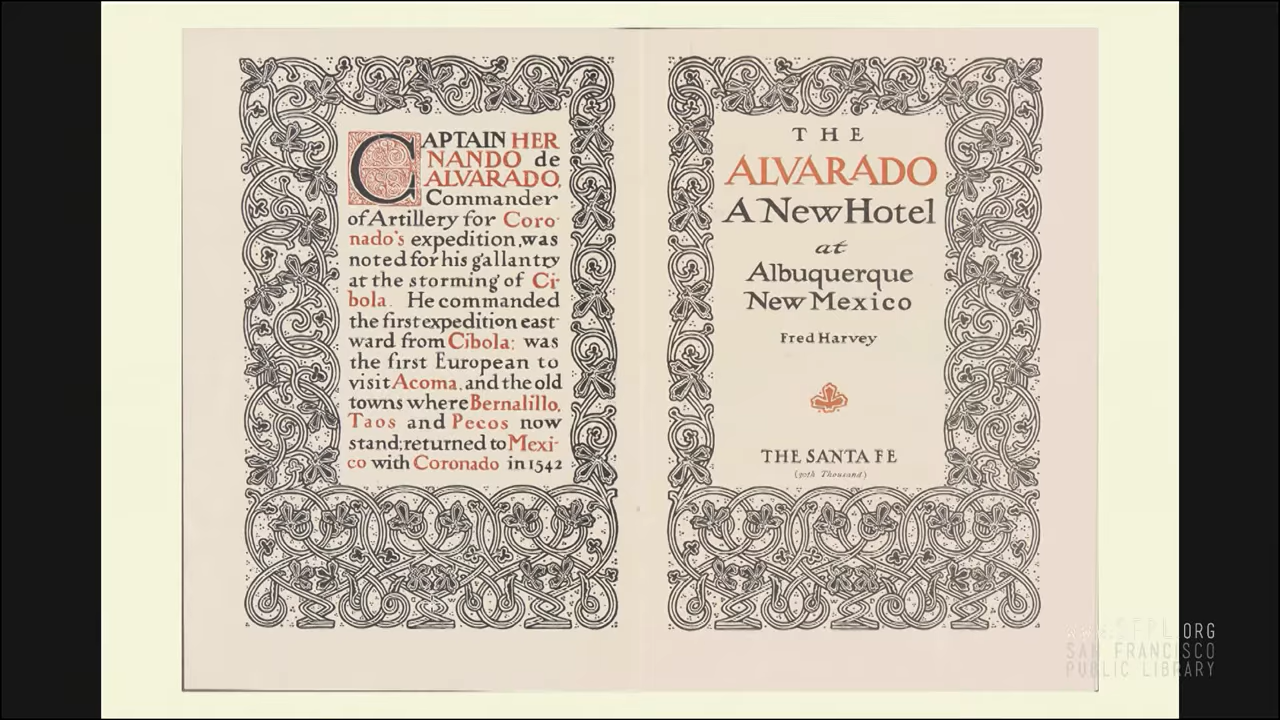 CAPTAIN HER
NANDO de
ALVARADO,
Commander
of Artillery for Coro-
nado's expedition, was
noted for his gallantry
at the storming of Ci-
bola. He commanded
the first expedition east-
ward from Cibola; was
the first European to
visit Acoma, and the old
towns where Bernalillo,
Taos and Pecos now
stand; returned to Mexi-
co with Coronado in 1542
THE
ALVARADO
A New Hotel
at
Albuquerque
New Mexico
Fred Harvey
THE SANTA FE
Thousand)
.ORG
SAN FRANCISCO
PUBLIC LIBRARY